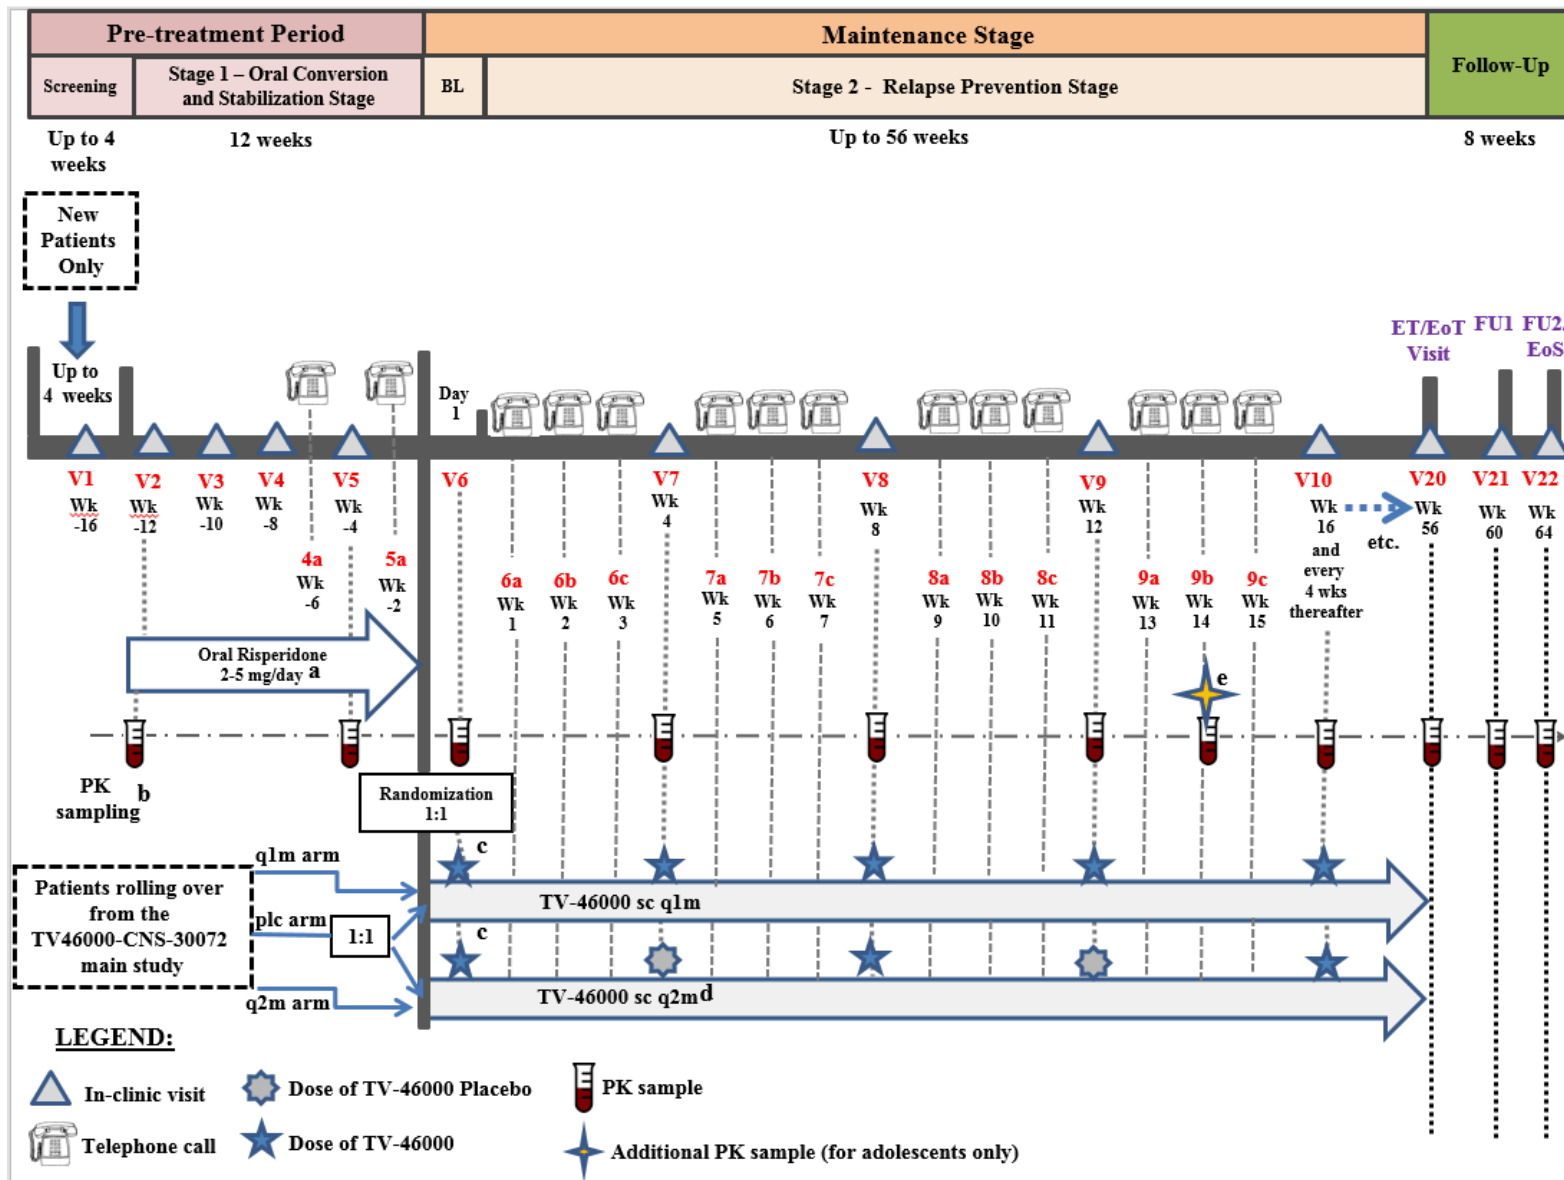 Pre-treatment Period
Maintenance Stage
Follow-Up
Screening
Stage 1 – Oral Conversion
and Stabilization Stage
BL
Stage 2 - Relapse Prevention Stage
Up to 4
weeks
12 weeks
Up to 56 weeks
8 weeks
New
Patients
Only
Up to
4 weeks
Day
1
ET/EoT
Visit
FU1
FU2/
EoS
V1
Wk
-16
V2
Wk
-12
V3
Wk
-10
V4
Wk
-8
4a
Wk
-6
V5
Wk
-4
5a
Wk
-2
V6
6a
Wk
1
6b
Wk
2
6c
Wk
3
V7
Wk
4
7a
Wk
5
7b
Wk
6
7c
Wk
7
V8
Wk
8
8a
Wk
9
8b
Wk
10
8c
Wk
11
V9
Wk
12
9a
Wk
13
9b
Wk
14
9c
Wk
15
V10
Wk
16
and
every
4 wks
thereafter
etc.
V20
Wk
56
V21
Wk
60
V22
Wk
64
Oral Risperidone
2-5 mg/day a
e
PK
sampling b
Randomization
1:1
Patients rolling over
from the
TV46000-CNS-30072
main study
q1m arm
plc arm
1:1
q2m arm
c
TV-46000 sc q1m
c
TV-46000 sc q2m d
LEGEND:
In-clinic visit
Dose of TV-46000 Placebo
PK sample
Telephone call
Dose of TV-46000
Additional PK sample (for adolescents only)